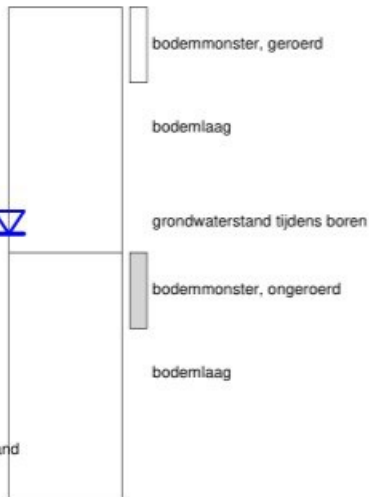 bodemmonster, geroerd
bodemlaag
grondwaterstand tijdens boren
bodemmonster, ongeroerd
bodemlaag